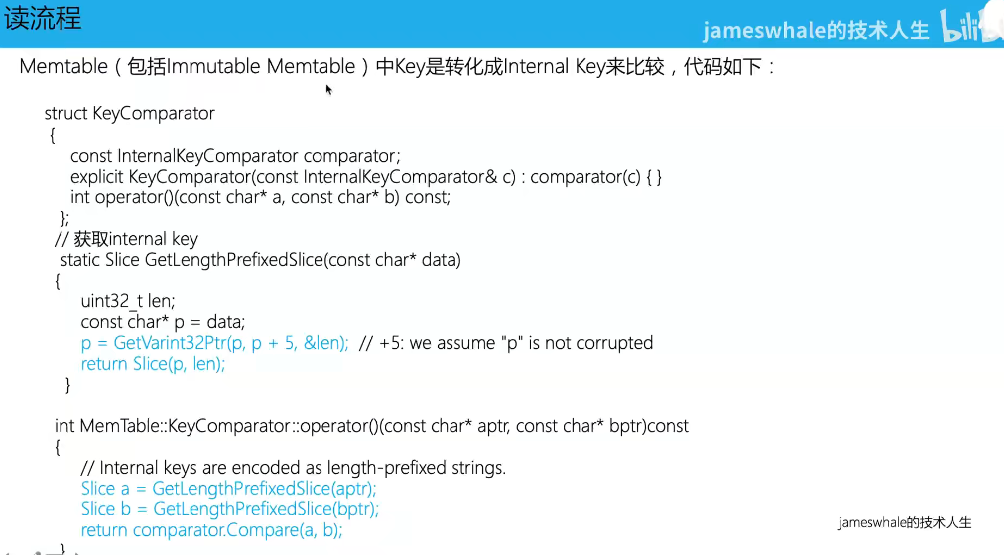 读流程
jameswhale的技术人生
Memtable（包括Immutable Memtable）中Key是转化成Internal Key来比较，代码如下：
struct KeyComparator
{
const InternalKeyComparator comparator;
explicit KeyComparator(const InternalKeyComparator& c) : comparator(c) { }
int operator()(const char* a, const char* b) const;
};
// 获取internal key
static Slice GetLengthPrefixedSlice(const char* data)
{
uint32_t len;
const char* p = data;
p = GetVarint32Ptr(p, p + 5, &len); // +5: we assume "p" is not corrupted
return Slice(p, len);
}
int MemTable::KeyComparator::operator()(const char* aptr, const char* bptr)const
{
// Internal keys are encoded as length-prefixed strings.
Slice a = GetLengthPrefixedSlice(aptr);
Slice b = GetLengthPrefixedSlice(bptr);
return comparator.Compare(a, b);
}
jameswhale的技术人生